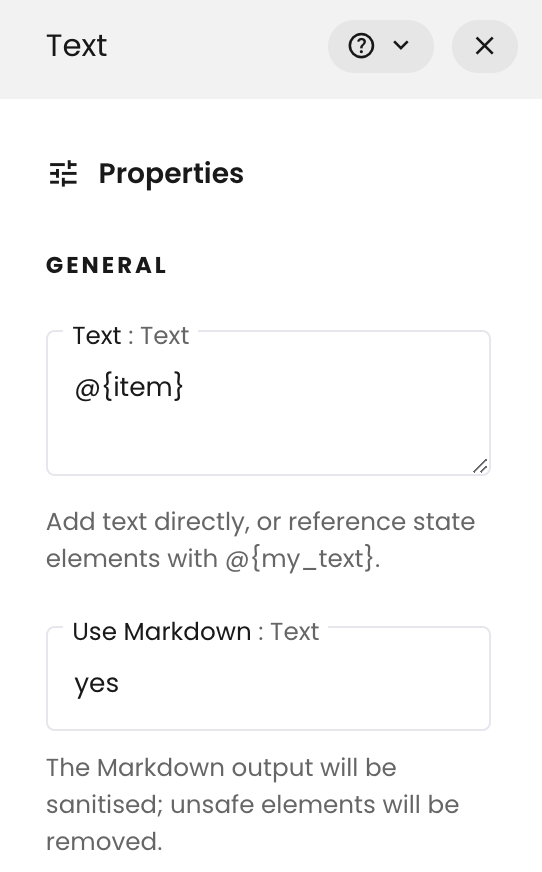 Text
Properties
GENERAL
Text : Text
@{item}
Add text directly, or reference state
elements with @{my_text}.
Use Markdown : Text
yes
The Markdown output will be
sanitised; unsafe elements will be
removed.